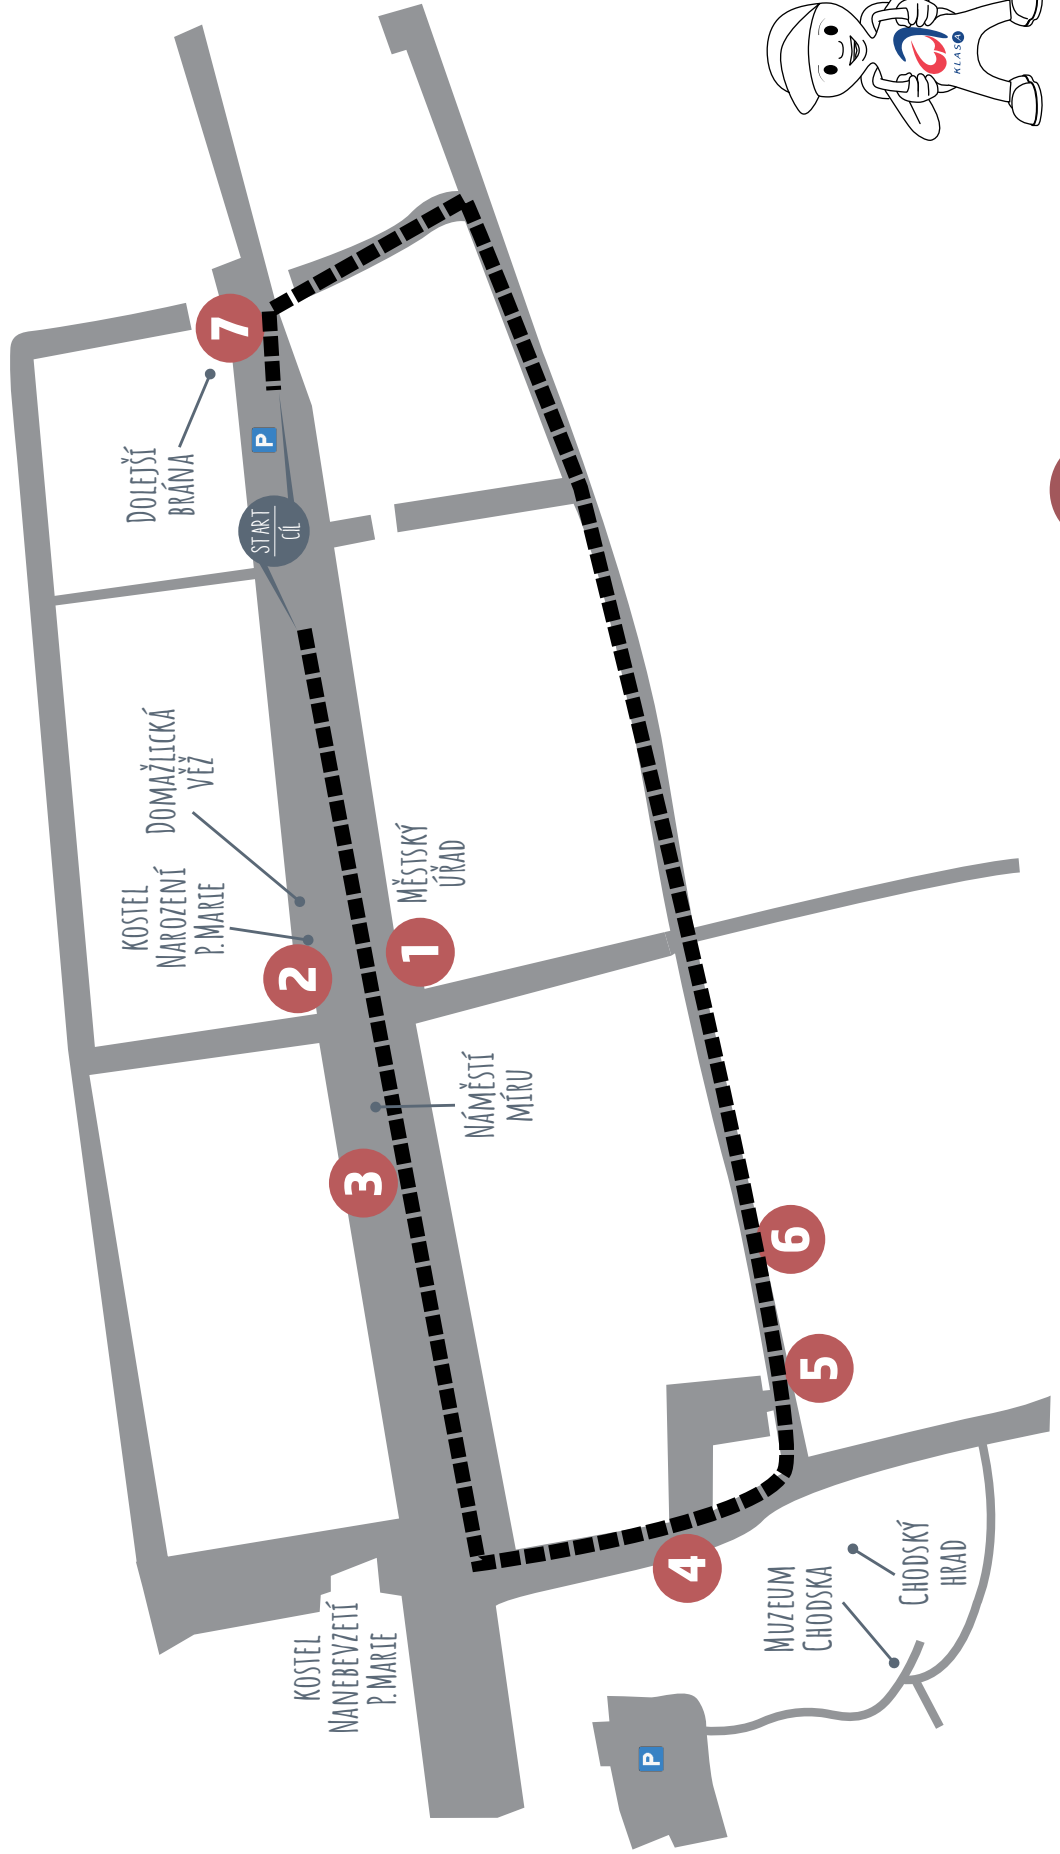 7
DOLEJŠÍ
BRÁNA
P
START
CÍL
DOMAŽLICKÁ
VĚŽ
KOSTEL
NAROZENÍ
P. MARIE
MĚSTSKÝ
ÚŘAD
2
1
NÁMĚSTÍ
MÍRU
3
6
5
4
CHODSKÝ
HRAD
MUZEUM
CHODSKA
KOSTEL
NANEBEVZETÍ
P. MARIE
P
KLASA